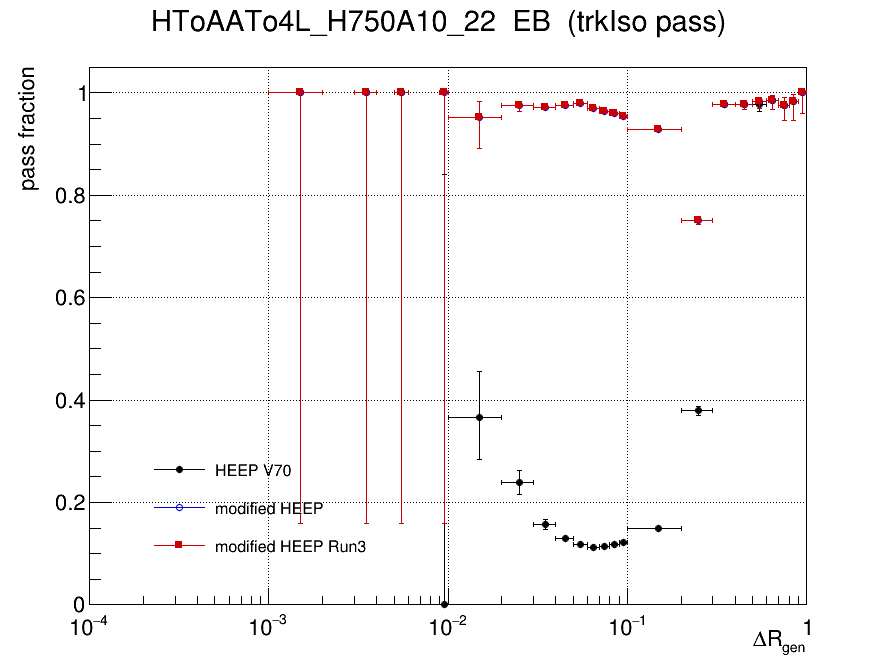 HToAATo4L_H750A10_22 EB (trkIso pass)
pass fraction
1
0.8
0.6
0.4
0.2
0
HEEP V70
modified HEEP
modified HEEP Run3
10⁻⁴ 10⁻³ 10⁻² 10⁻¹ 1
ΔR_gen